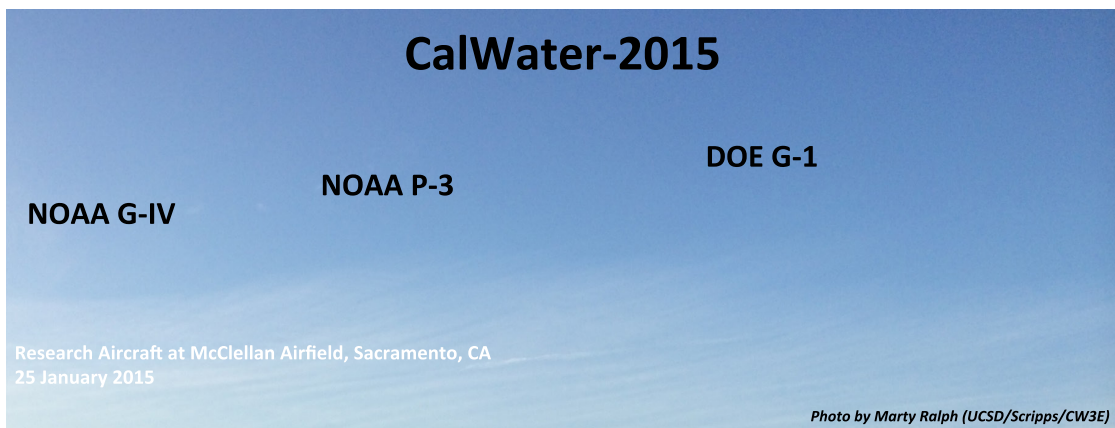 CalWater-2015
DOE G-1
NOAA P-3
NOAA G-IV
Research Aircraft at McClellan Airfield, Sacramento, CA
25 January 2015
Photo by Marty Ralph (UCSD/Scripps/CW3E)